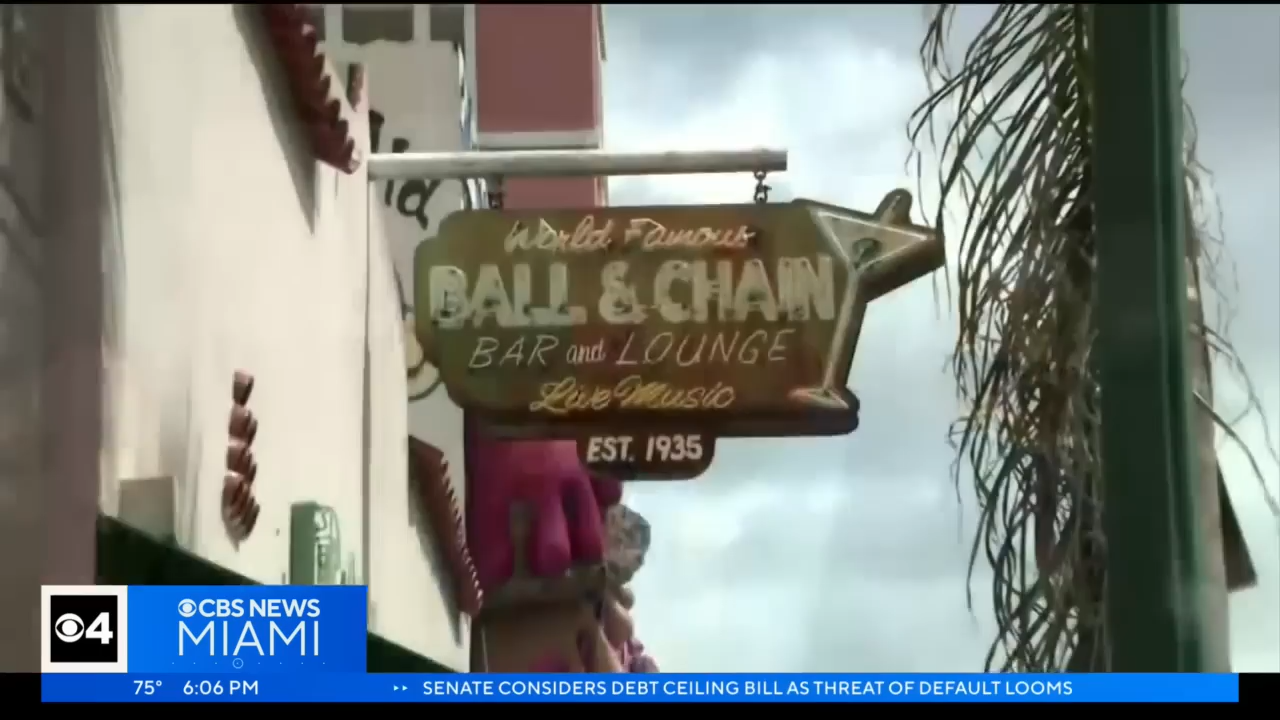 World Famous
BALL & CHAIN
BAR and LOUNGE
Live Music
EST. 1935
4
CBS NEWS
MIAMI
75° 6:06 PM
SENATE CONSIDERS DEBT CEILING BILL AS THREAT OF DEFAULT LOOMS